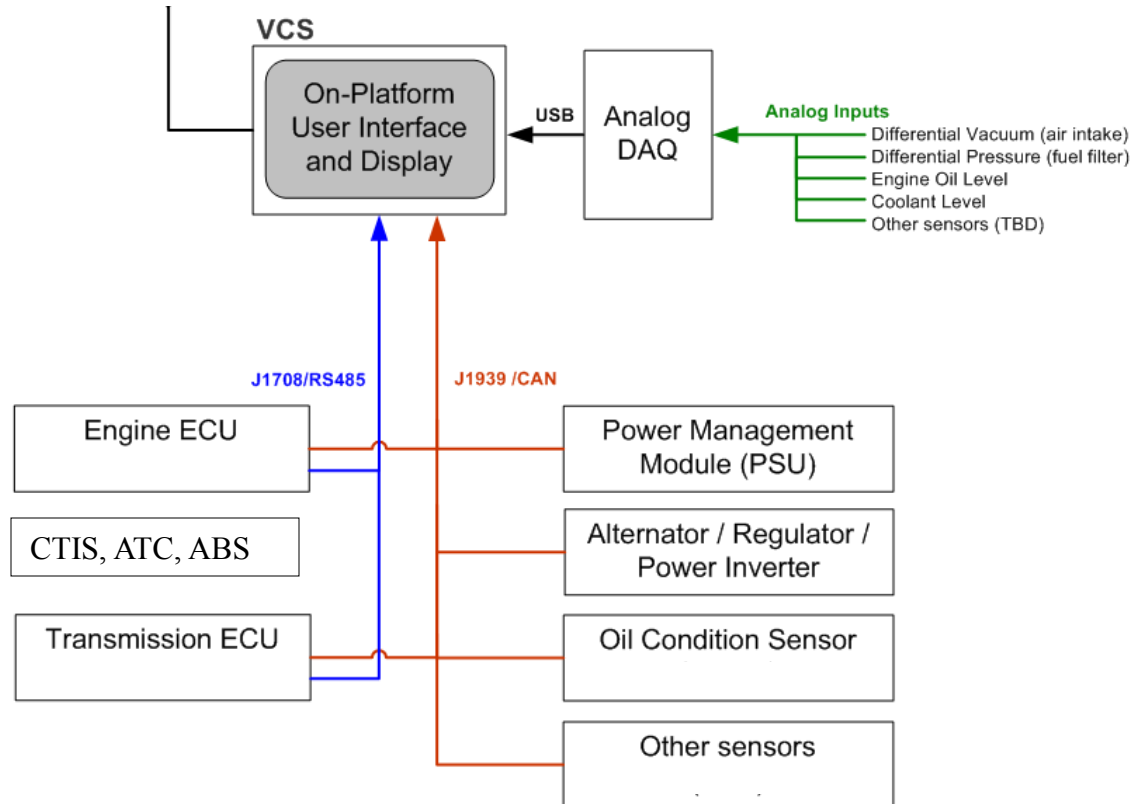 VCS
On-Platform
User Interface
and Display
USB
Analog
DAQ
Analog Inputs
Differential Vacuum (air intake)
Differential Pressure (fuel filter)
Engine Oil Level
Coolant Level
Other sensors (TBD)
J1708/RS485
J1939 /CAN
Engine ECU
Power Management
Module (PSU)
CTIS, ATC, ABS
Alternator / Regulator /
Power Inverter
Transmission ECU
Oil Condition Sensor
Other sensors